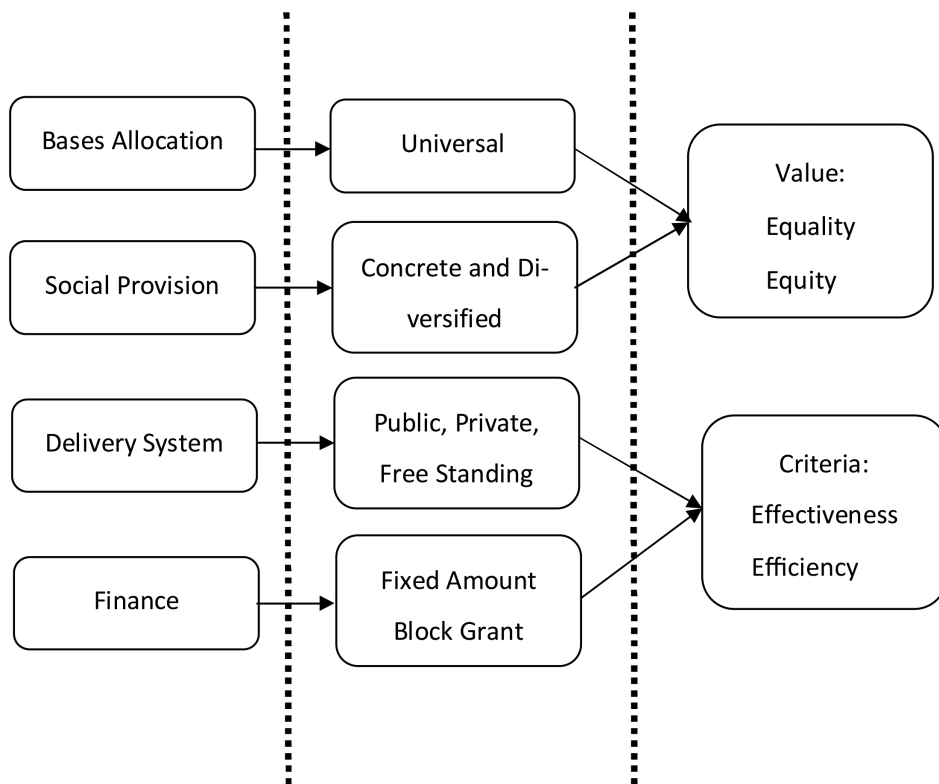 Bases Allocation
Universal
Value:
Equality
Equity
Social Provision
Concrete and Di-
versified
Delivery System
Public, Private,
Free Standing
Criteria:
Effectiveness
Efficiency
Finance
Fixed Amount
Block Grant